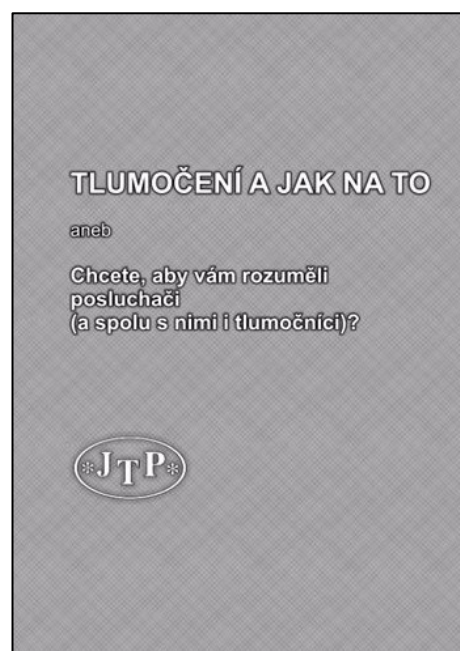 TLUMOČENÍ A JAK NA TO
aneb
Chcete, aby vám rozuměli
posluchači
(a spolu s nimi i tlumočníci)?
*JTP*